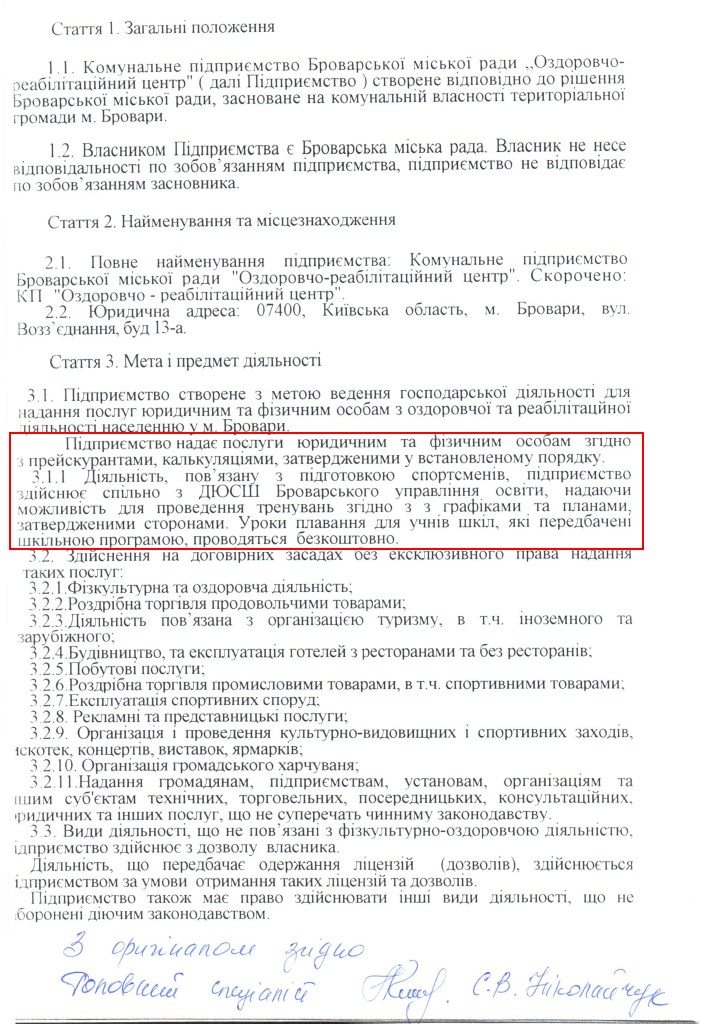 Стаття 1. Загальні положення
1.1. Комунальне підприємство Броварської міської ради ,,Оздоровчо-
реабілітаційний центр" ( далі Підприємство ) створене відповідно до рішення
Броварської міської ради, засноване на комунальній власності територіальної
громади м. Бровари.
1.2. Власником Підприємства є Броварська міська рада. Власник не несе
відповідальності по зобов’язанням підприємства, підприємство не відповідає
по зобов’язанням засновника.
Стаття 2. Найменування та місцезнаходження
2.1. Повне найменування підприємства: Комунальне підприємство
Броварської міської ради "Оздоровчо-реабілітаційний центр". Скорочено:
КП "Оздоровчо - реабілітаційний центр".
2.2. Юридична адреса: 07400, Київська область, м. Бровари, вул.
Возз’єднання, буд 13-а.
Стаття 3. Мета і предмет діяльності
3.1. Підприємство створене з метою ведення господарської діяльності для
надання послуг юридичним та фізичним особам з оздоровчої та реабілітаційної
діяльності населенню у м. Бровари.
Підприємство надає послуги юридичним та фізичним особам згідно
з прейскурантами, калькуляціями, затвердженими у встановленому порядку.
3.1.1 Діяльність, пов’язану з підготовкою спортсменів, підприємство
здійснює спільно з ДЮСШ Броварського управління освіти, надаючи
можливість для проведення тренувань згідно з з графіками та планами,
затвердженими сторонами. Уроки плавання для учнів шкіл, які передбачені
шкільною програмою, проводяться безкоштовно.
3.2. Здійснення на договірних засадах без ексклюзивного права надання
таких послуг:
3.2.1.Фізкультурна та оздоровча діяльність;
3.2.2.Роздрібна торгівля продовольчими товарами;
3.2.3.Діяльність пов’язана з організацією туризму, в т.ч. іноземного та
зарубіжного;
3.2.4.Будівництво, та експлуатація готелей з ресторанами та без ресторанів;
3.2.5.Побутові послуги;
3.2.6.Роздрібна торгівля промисловими товарами, в т.ч. спортивними товарами;
3.2.7.Експлуатація спортивних споруд;
3.2.8. Рекламні та представницькі послуги;
3.2.9. Організація і проведення культурно-видовищних і спортивних заходів,
искотек, концертів, виставок, ярмарків;
3.2.10. Організація громадського харчуваня;
3.2.11.Надання громадянам, підприємствам, установам, організаціям та
ншим суб'єктам технічних, торговельних, посередницьких, консультаційних,
ридичних та інших послуг, що не суперечать чинному законодавству.
3.3. Види діяльності, що не пов’язані з фізкультурно-оздоровчою діяльністю,
ідприємство здійснює з дозволу власника.
Діяльність, що передбачає одержання ліцензій (дозволів), здійснюється
ідприємством за умови отримання таких ліцензій та дозволів.
Підприємство також має право здійснювати інші види діяльності, що не
боронені діючим законодавством.
З оригіналом згідно
Головний спеціаліст С.В. Ніколайчук